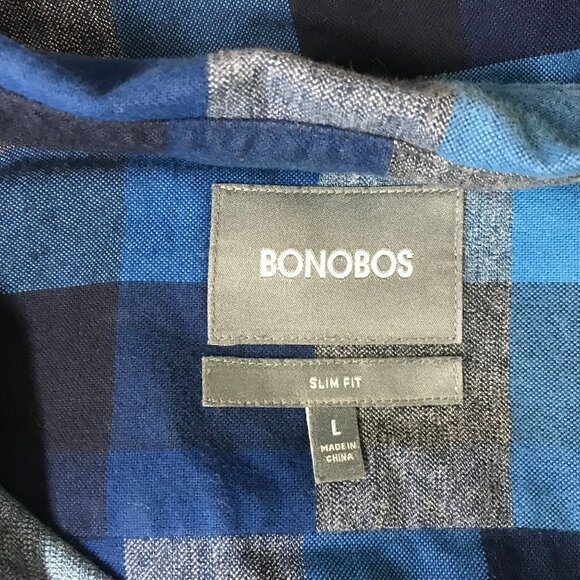 BONOBOS
SLIM FIT
L
MADE IN
CHINA